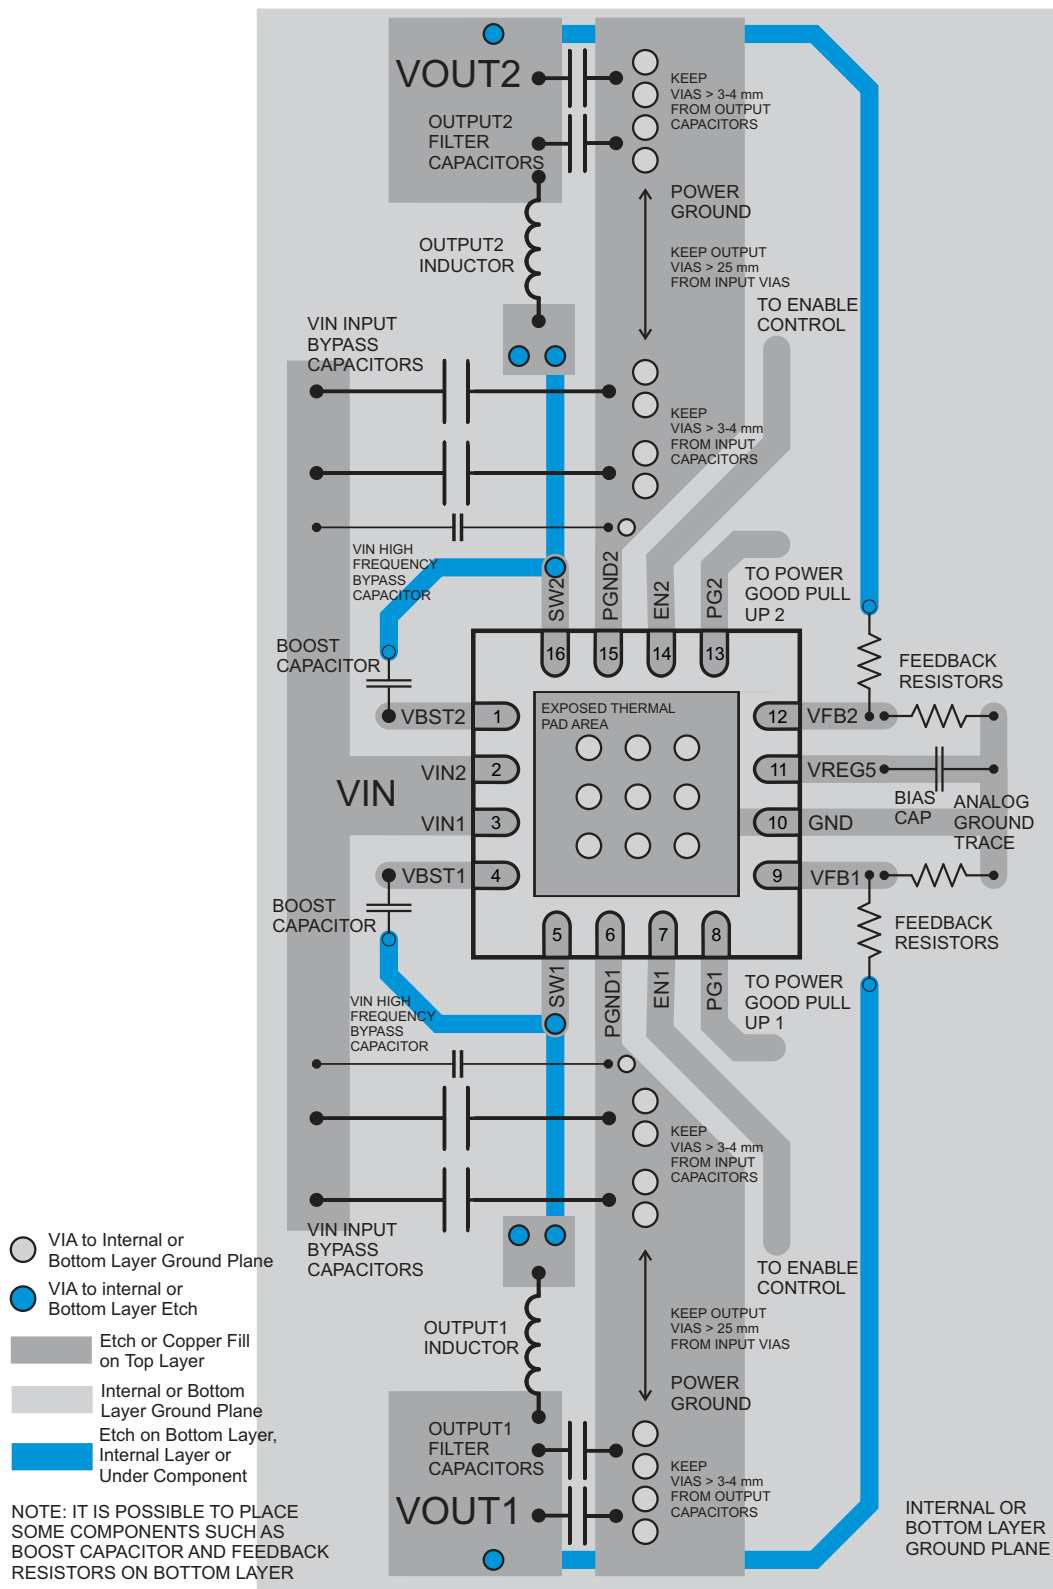 VOUT2
OUTPUT2
FILTER
CAPACITORS
KEEP
VIAS > 3-4 mm
FROM OUTPUT
CAPACITORS
POWER
GROUND
OUTPUT2
INDUCTOR
KEEP OUTPUT
VIAS > 25 mm
FROM INPUT VIAS
TO ENABLE
CONTROL
VIN INPUT
BYPASS
CAPACITORS
KEEP
VIAS > 3-4 mm
FROM INPUT
CAPACITORS
VIN HIGH
FREQUENCY
BYPASS
CAPACITOR
SW2
PGND2
EN2
PG2
TO POWER
GOOD PULL
UP 2
BOOST
CAPACITOR
16
15
14
13
FEEDBACK
RESISTORS
VBST2
1
EXPOSED THERMAL
PAD AREA
12
VFB2
VIN
VIN2
2
11
VREG5
BIAS
CAP
ANALOG
GROUND
TRACE
VIN1
3
10
GND
VBST1
4
9
VFB1
BOOST
CAPACITOR
5
6
7
8
FEEDBACK
RESISTORS
SW1
PGND1
EN1
PG1
TO POWER
GOOD PULL
UP 1
VIN HIGH
FREQUENCY
BYPASS
CAPACITOR
KEEP
VIAS > 3-4 mm
FROM INPUT
CAPACITORS
VIN INPUT
BYPASS
CAPACITORS
TO ENABLE
CONTROL
OUTPUT1
INDUCTOR
KEEP OUTPUT
VIAS > 25 mm
FROM INPUT VIAS
POWER
GROUND
OUTPUT1
FILTER
CAPACITORS
KEEP
VIAS > 3-4 mm
FROM OUTPUT
CAPACITORS
VOUT1
INTERNAL OR
BOTTOM LAYER
GROUND PLANE
VIA to Internal or
Bottom Layer Ground Plane
VIA to internal or
Bottom Layer Etch
Etch or Copper Fill
on Top Layer
Internal or Bottom
Layer Ground Plane
Etch on Bottom Layer,
Internal Layer or
Under Component
NOTE: IT IS POSSIBLE TO PLACE
SOME COMPONENTS SUCH AS
BOOST CAPACITOR AND FEEDBACK
RESISTORS ON BOTTOM LAYER